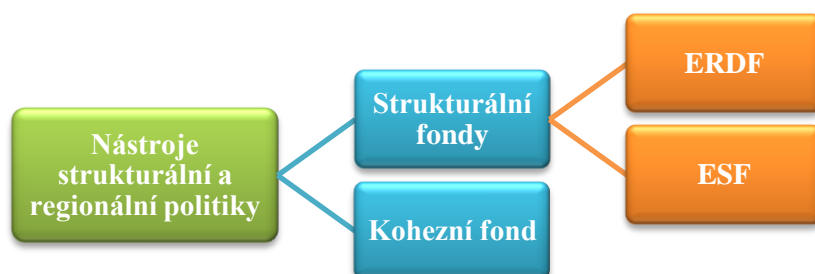 Nástroje
strukturální a
regionální politiky
Strukturální
fondy
Kohezní fond
ERDF
ESF